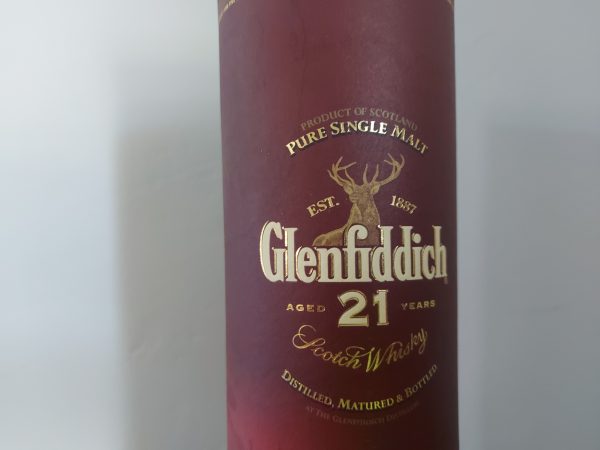 PRODUCT OF SCOTLAND
PURE SINGLE MALT
EST. 1887
Glenfiddich
AGED 21 YEARS
Scotch Whisky
DISTILLED, MATURED & BOTTLED
AT THE GLENFIDDICH DISTILLERY